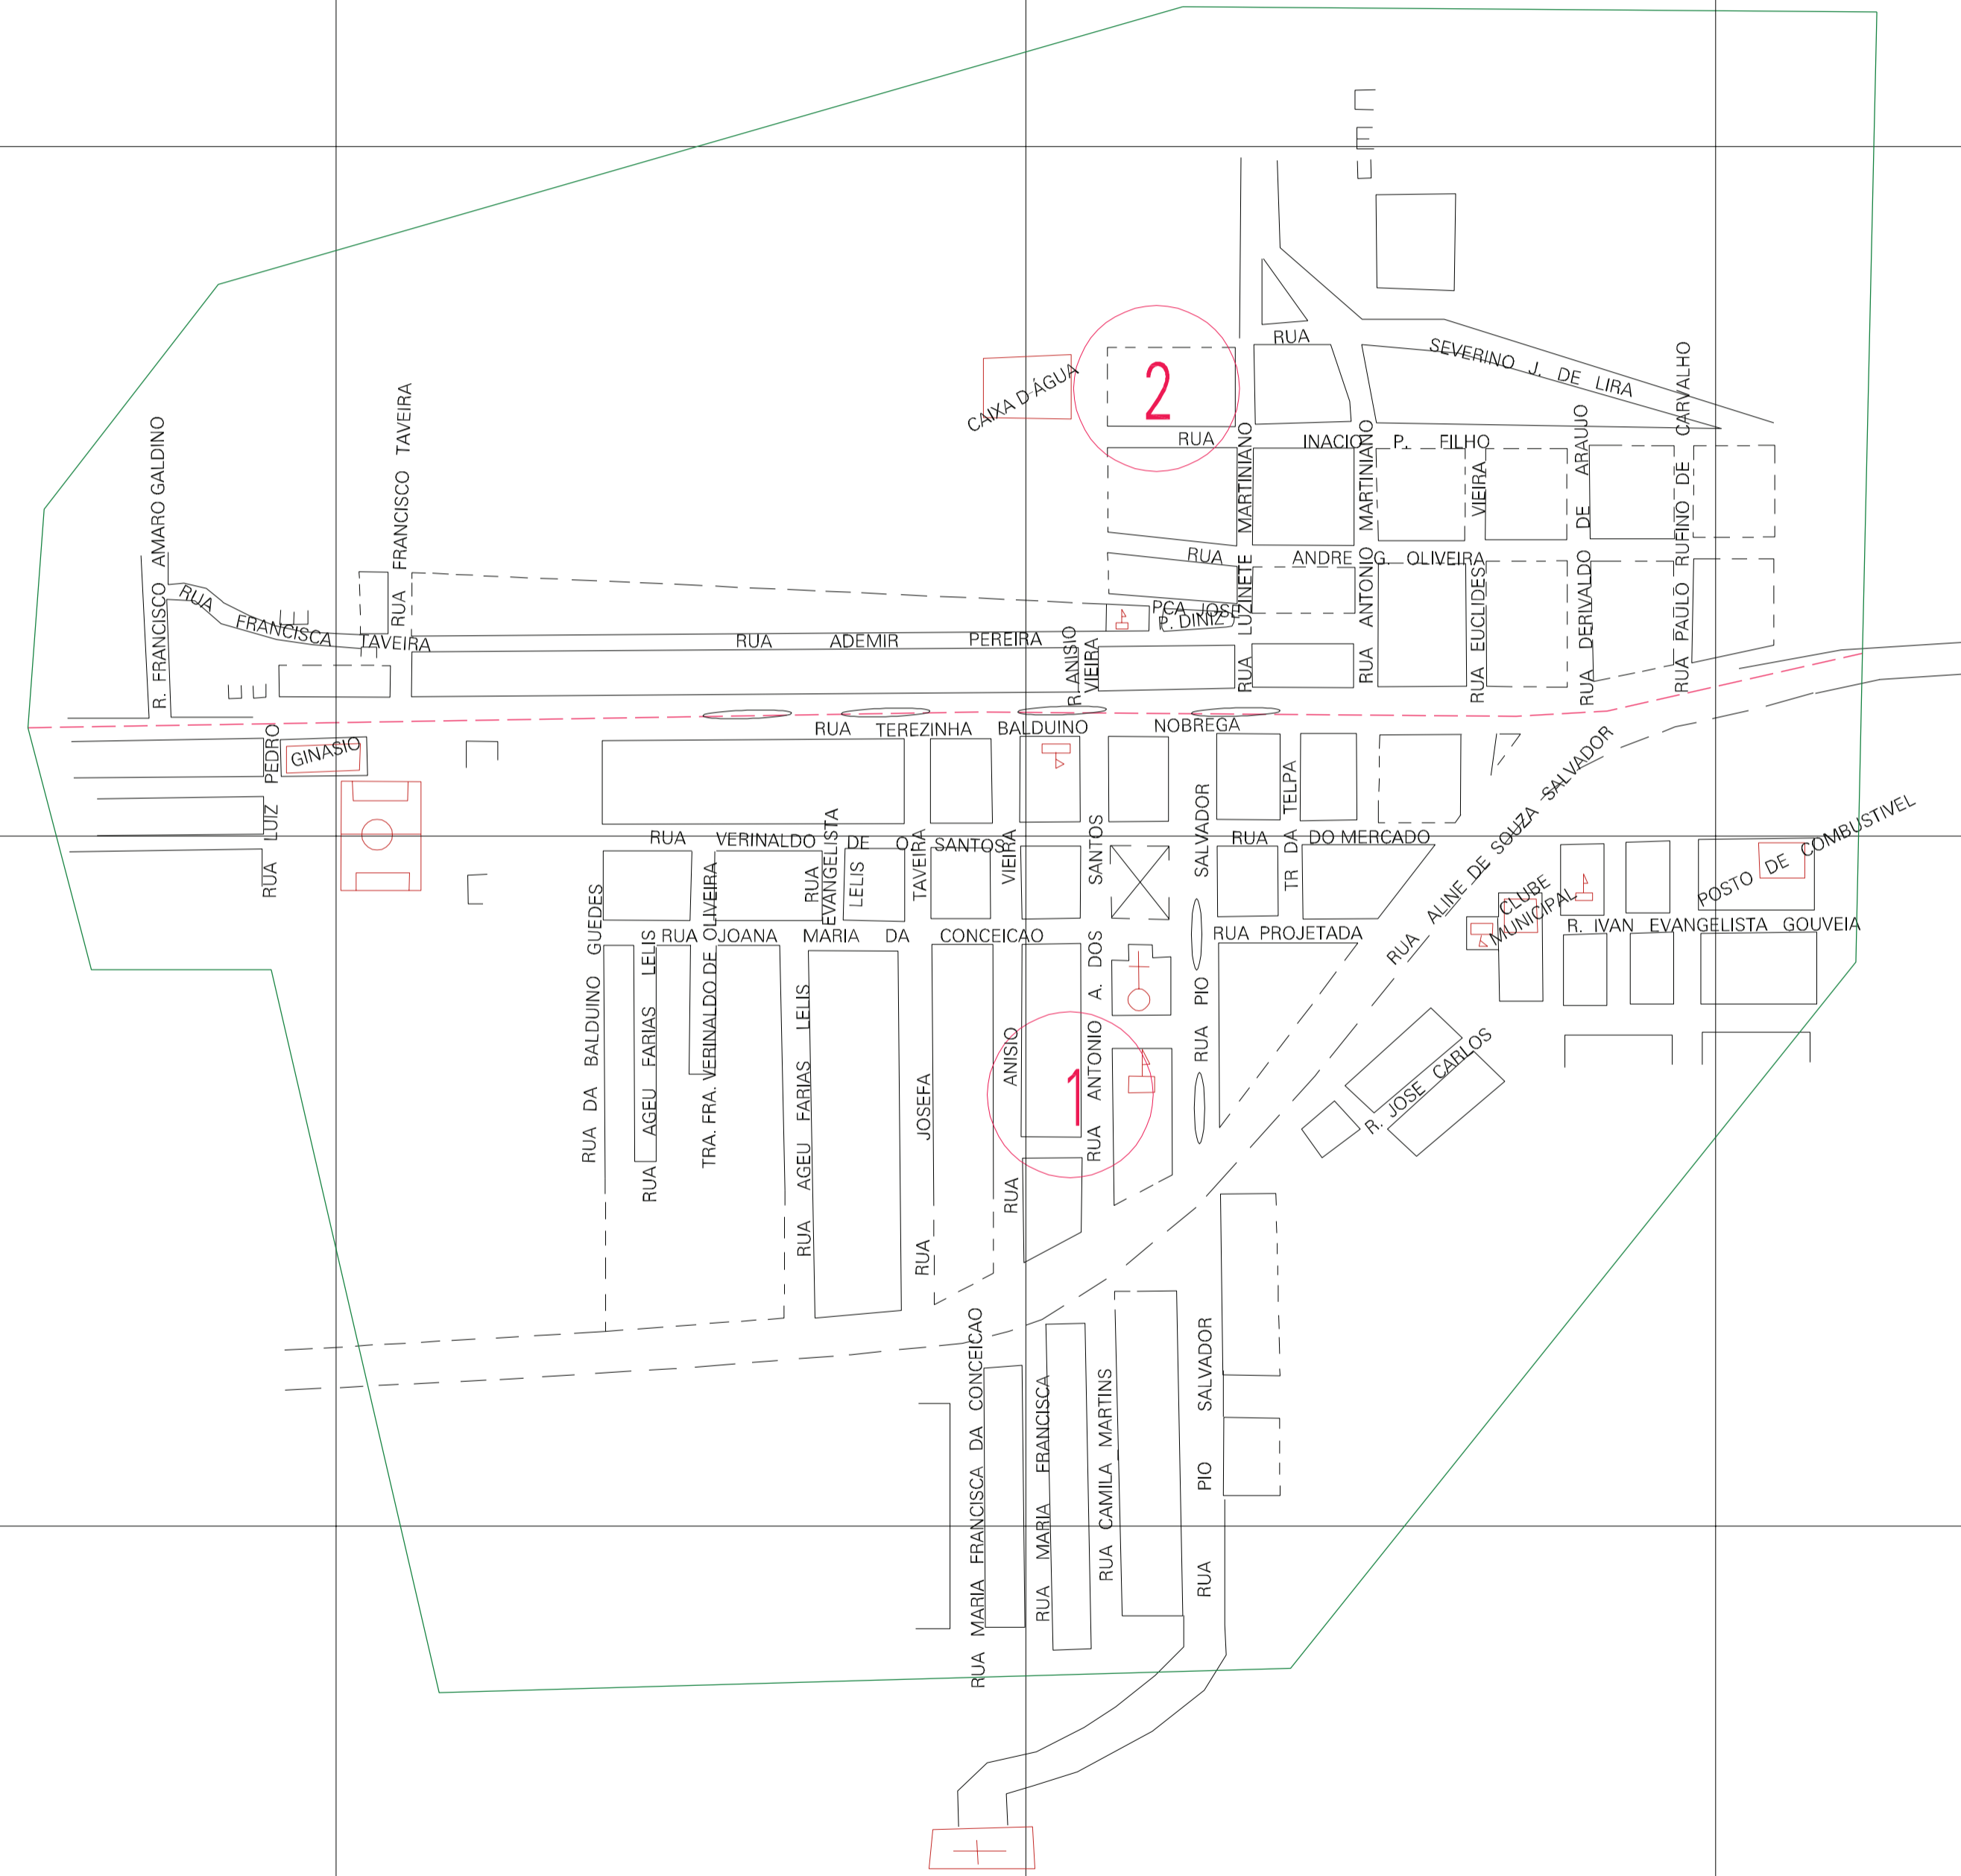 RUA
SEVERINO J. DE LIRA
CAIXA D-ÁGUA
2
RUA INACIO P. FILHO
R. FRANCISCO AMARO GALDINO
RUA FRANCISCO TAVEIRA
RUA LUZINETE MARTINIANO
RUA ANTONIO MARTINIANO
RUA EUCLIDES VIEIRA
RUA DERIVALDO DE ARAUJO
RUA PAULO RUFINO DE CARVALHO
RUA ANDRE G. OLIVEIRA
RUA FRANCISCA TAVEIRA
PCA JOSE
P. DINIZ
RUA ADEMIR PEREIRA
R. ANISIO
VIEIRA
RUA TEREZINHA BALDUINO NOBREGA
RUA LUIZ PEDRO
GINASIO
RUA VERINALDO DE O. SANTOS
RUA DO MERCADO
TR DA TELPA
RUA ALINE DE SOUZA SALVADOR
POSTO DE COMBUSTIVEL
CLUBE
MUNICIPAL
R. IVAN EVANGELISTA GOUVEIA
RUA EVANGELISTA
LELIS
RUA JOANA MARIA DA CONCEICAO
RUA PROJETADA
RUA DA BALDUINO GUEDES
RUA AGEU FARIAS LELIS
TRA. FRA. VERINALDO DE OLIVEIRA
RUA AGEU FARIAS LELIS
RUA JOSEFA TAVEIRA
RUA ANISIO VIEIRA
RUA ANTONIO A. DOS SANTOS
RUA PIO SALVADOR
1
R. JOSE CARLOS
RUA MARIA FRANCISCA DA CONCEICAO
RUA MARIA FRANCISCA
RUA CAMILA MARTINS
RUA PIO SALVADOR